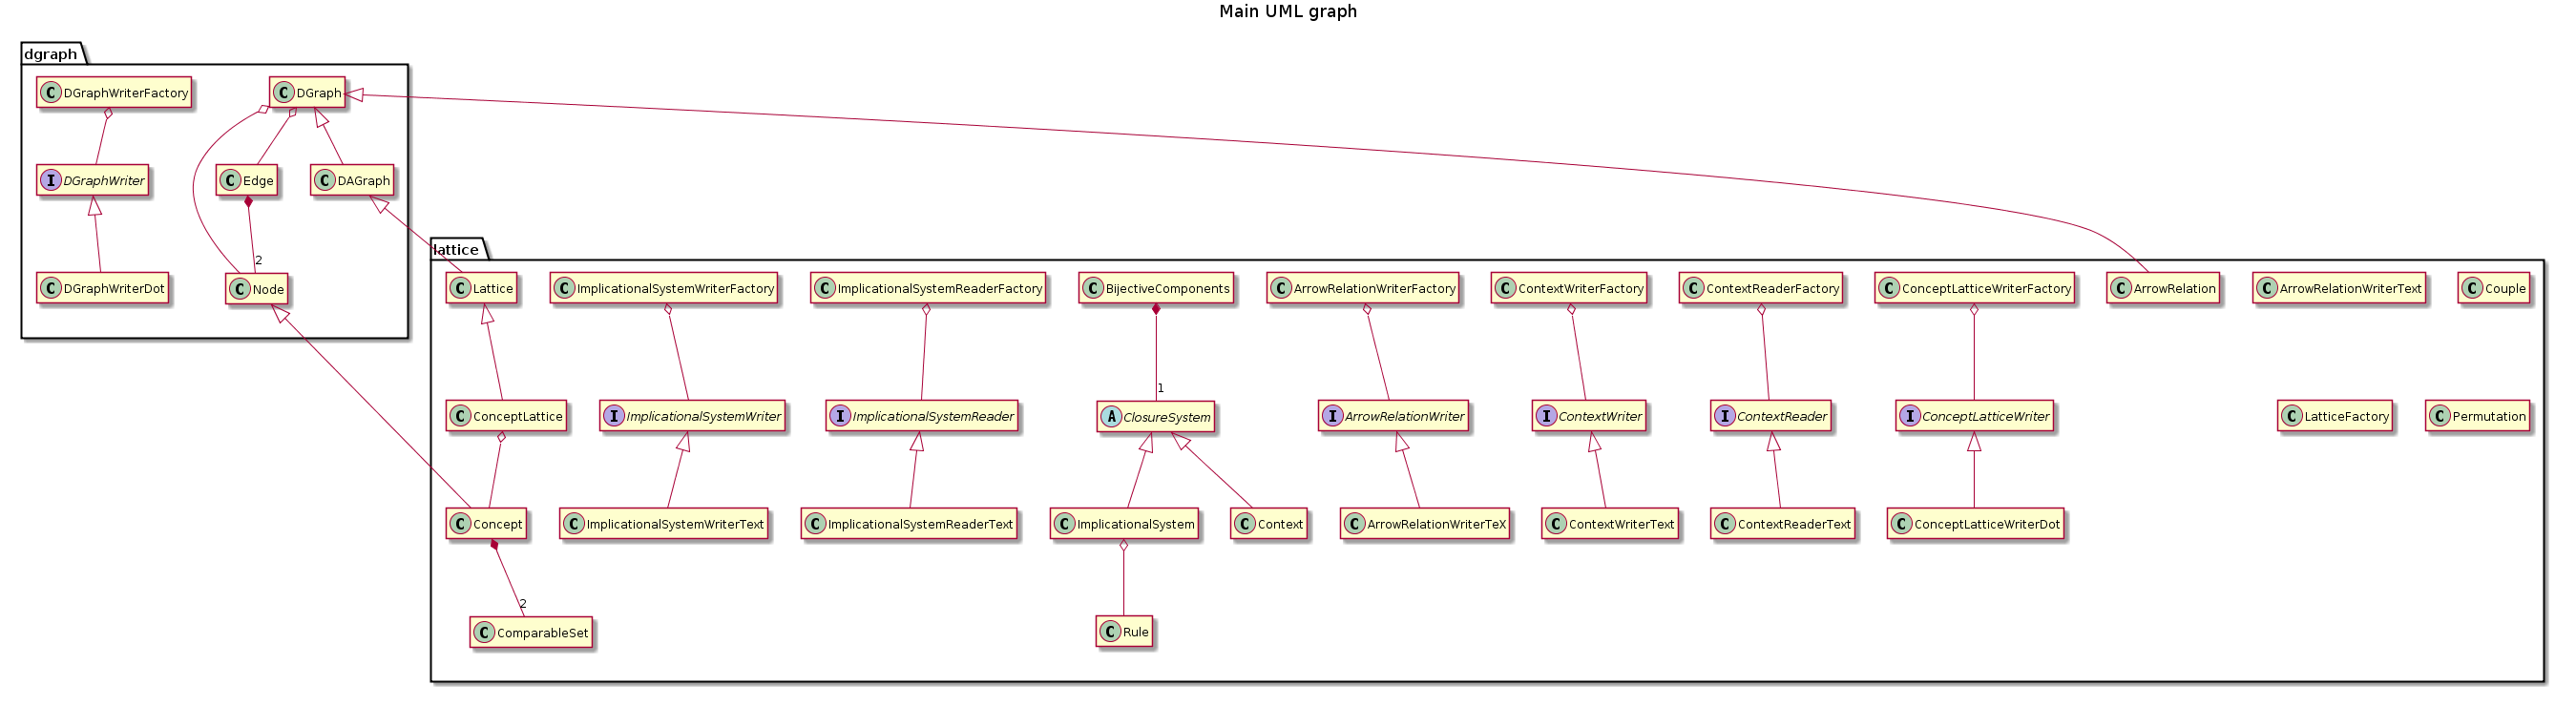 Main UML graph
dgraph
C DGraphWriterFactory
C DGraph
I DGraphWriter
C Edge
C DAGraph
2
C DGraphWriterDot
C Node
lattice
C Lattice
C ImplicationalSystemWriterFactory
C ImplicationalSystemReaderFactory
C BijectiveComponents
C ArrowRelationWriterFactory
C ContextWriterFactory
C ContextReaderFactory
C ConceptLatticeWriterFactory
C ArrowRelation
C ArrowRelationWriterText
C Couple
1
C ConceptLattice
I ImplicationalSystemWriter
I ImplicationalSystemReader
A ClosureSystem
I ArrowRelationWriter
I ContextWriter
I ContextReader
I ConceptLatticeWriter
C LatticeFactory
C Permutation
C Concept
C ImplicationalSystemWriterText
C ImplicationalSystemReaderText
C ImplicationalSystem
C Context
C ArrowRelationWriterTeX
C ContextWriterText
C ContextReaderText
C ConceptLatticeWriterDot
2
C ComparableSet
C Rule